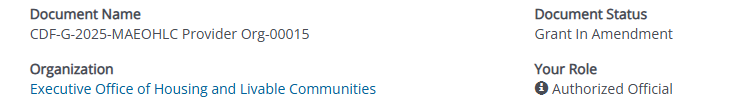 Document Name
Document Status
CDF-G-2025-MAEOHLC Provider Org-00015
Grant In Amendment
Organization
Your Role
Executive Office of Housing and Livable Communities
Authorized Official